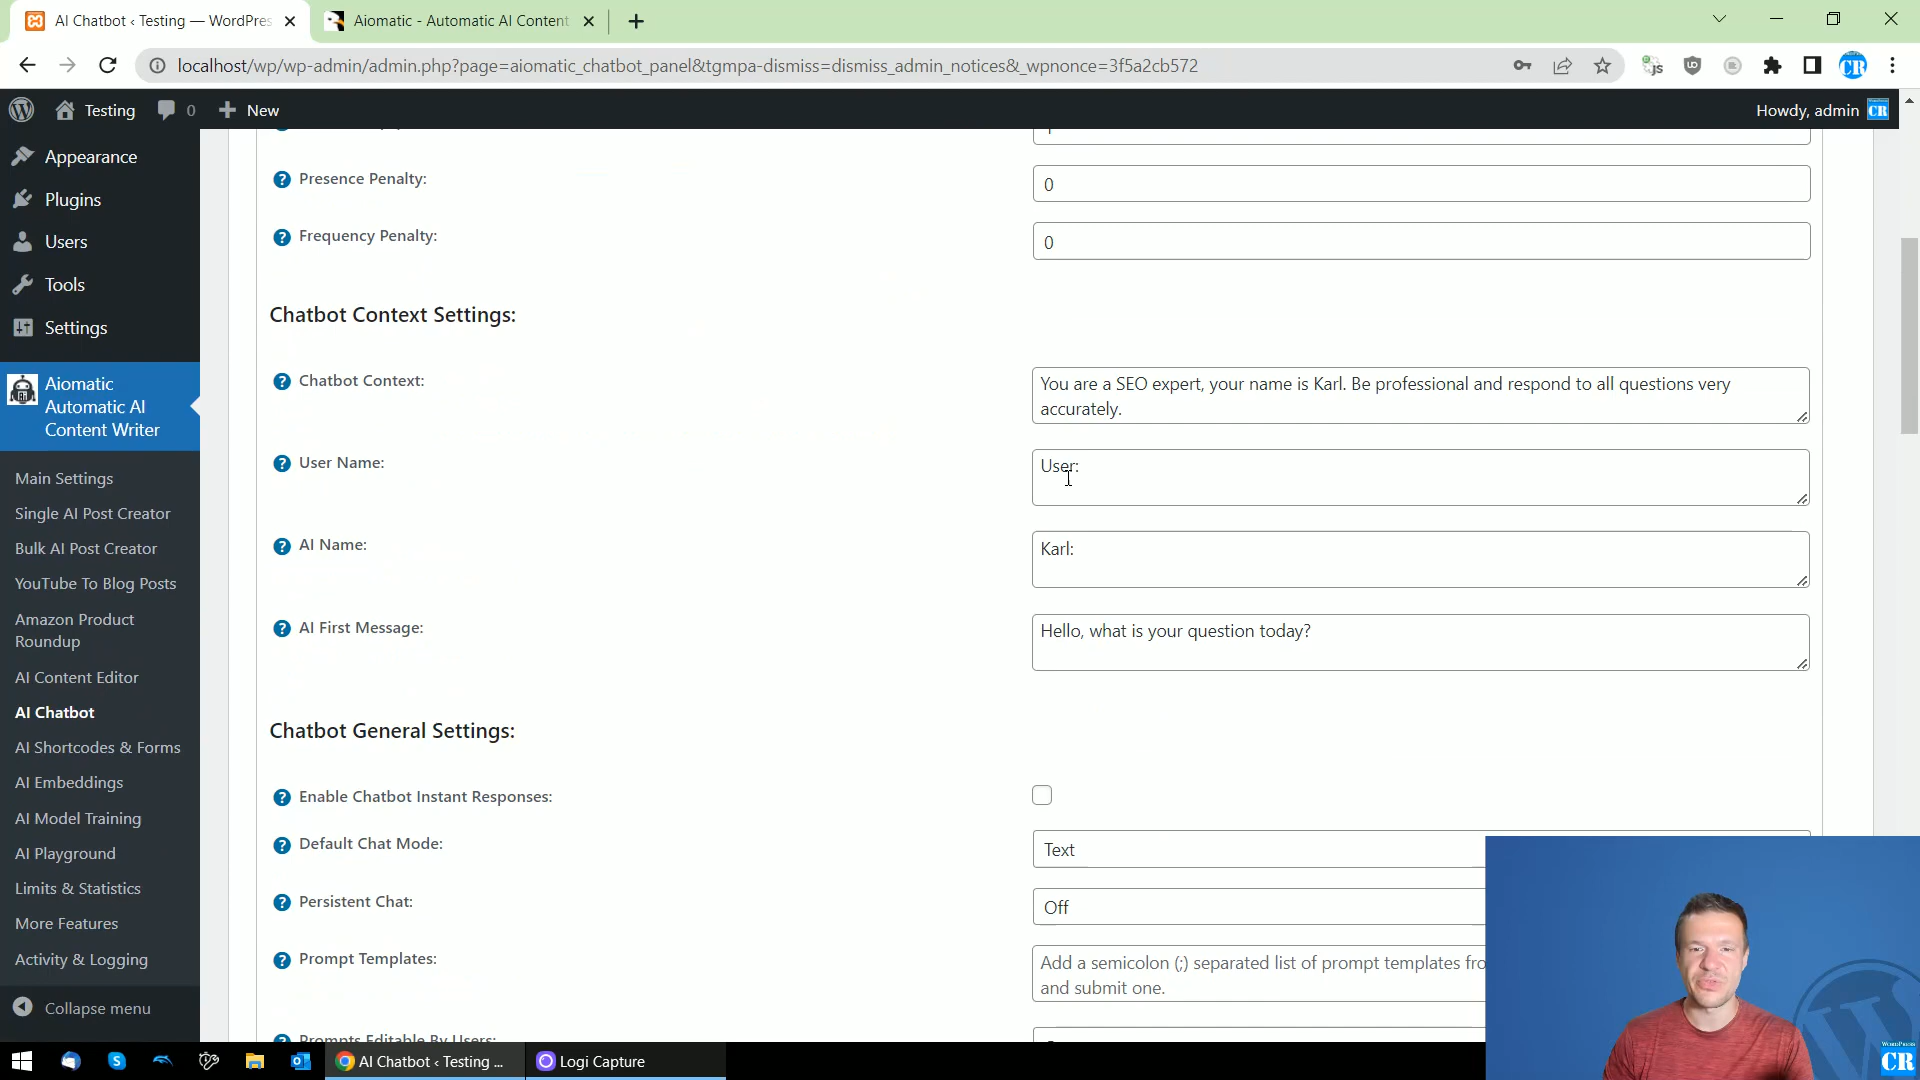 AI Chatbot ‹ Testing — WordPres
Aiomatic - Automatic AI Content
localhost/wp/wp-admin/admin.php?page=aiomatic_chatbot_panel&tgmpa-dismiss=dismiss_admin_notices&_wpnonce=3f5a2cb572
Testing
0
New
Howdy, admin
Appearance
Plugins
Users
Tools
Settings
Aiomatic
Automatic AI
Content Writer
Main Settings
Single AI Post Creator
Bulk AI Post Creator
YouTube To Blog Posts
Amazon Product
Roundup
AI Content Editor
AI Chatbot
AI Shortcodes & Forms
AI Embeddings
AI Model Training
AI Playground
Limits & Statistics
More Features
Activity & Logging
Collapse menu
Presence Penalty:
0
Frequency Penalty:
0
Chatbot Context Settings:
Chatbot Context:
You are a SEO expert, your name is Karl. Be professional and respond to all questions very
accurately.
User Name:
User:
AI Name:
Karl:
AI First Message:
Hello, what is your question today?
Chatbot General Settings:
Enable Chatbot Instant Responses:
Default Chat Mode:
Text
Persistent Chat:
Off
Prompt Templates:
Add a semicolon (;) separated list of prompt templates fro
and submit one.
Prompts Editable By Users:
AI Chatbot ‹ Testing ...
Logi Capture
WORDPRESS
CR